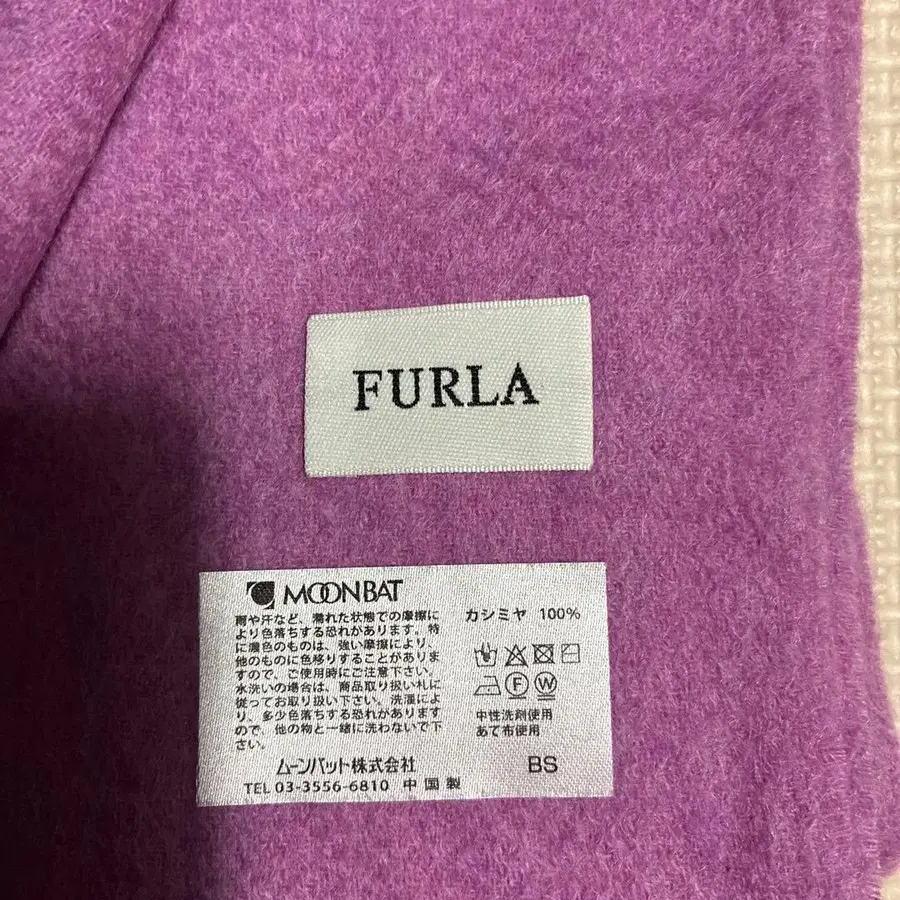 FURLA
MOONBAT
雨や汗など、濡れた状態での摩擦に
より色落ちする恐れがあります。特
に濃色のものは、強い摩擦により、
他のものに色移りすることがありま
すので、ご使用時にご注意下さい。
水洗いの場合は、商品取り扱い札に
従ってお取り扱い下さい。洗濯によ
り、多少色落ちする恐れがあります
ので、他の物と一緒に洗わないで下
さい。
カシミヤ 100%
F W
中性洗剤使用
あて布使用
ムーンバット株式会社 BS
TEL 03-3556-6810 中国製